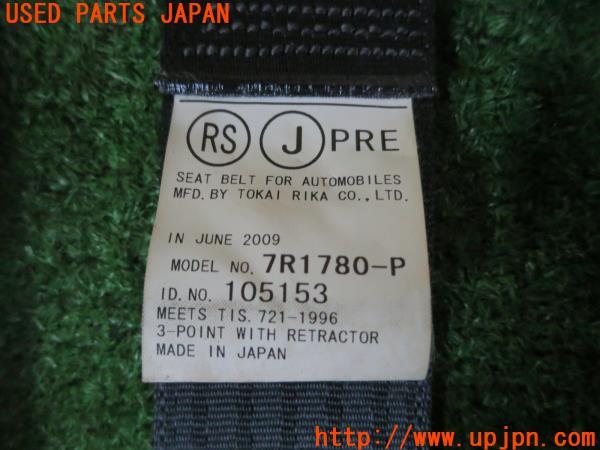 USED PARTS JAPAN
RS J PRE
SEAT BELT FOR AUTOMOBILES
MFD. BY TOKAI RIKA CO., LTD.
IN JUNE 2009
MODEL NO. 7R1780-P
ID. NO. 105153
MEETS TIS. 721-1996
3-POINT WITH RETRACTOR
MADE IN JAPAN
UPJ
www.upjpn.com